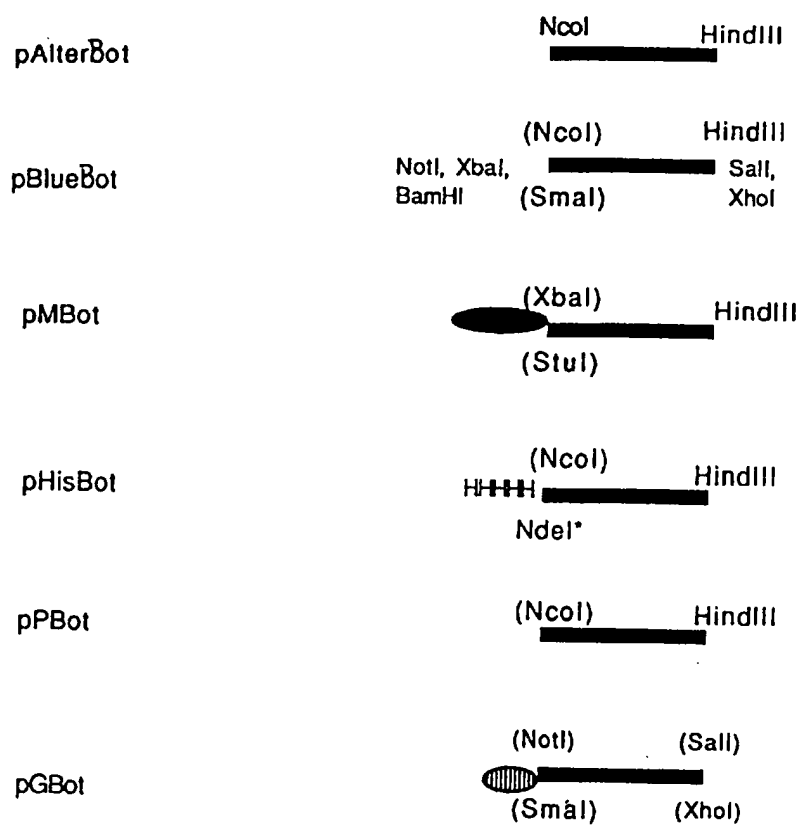 NcoI
HindIII
pAlterBot
(NcoI)
HindIII
NotI, XbaI,
SalI,
pBlueBot
BamHI
(SmaI)
XhoI
(XbaI)
HindIII
pMBot
(StuI)
(NcoI)
HindIII
pHisBot
NdeI*
(NcoI)
HindIII
pPBot
(NotI)
(SalI)
pGBot
(SmaI)
(XhoI)